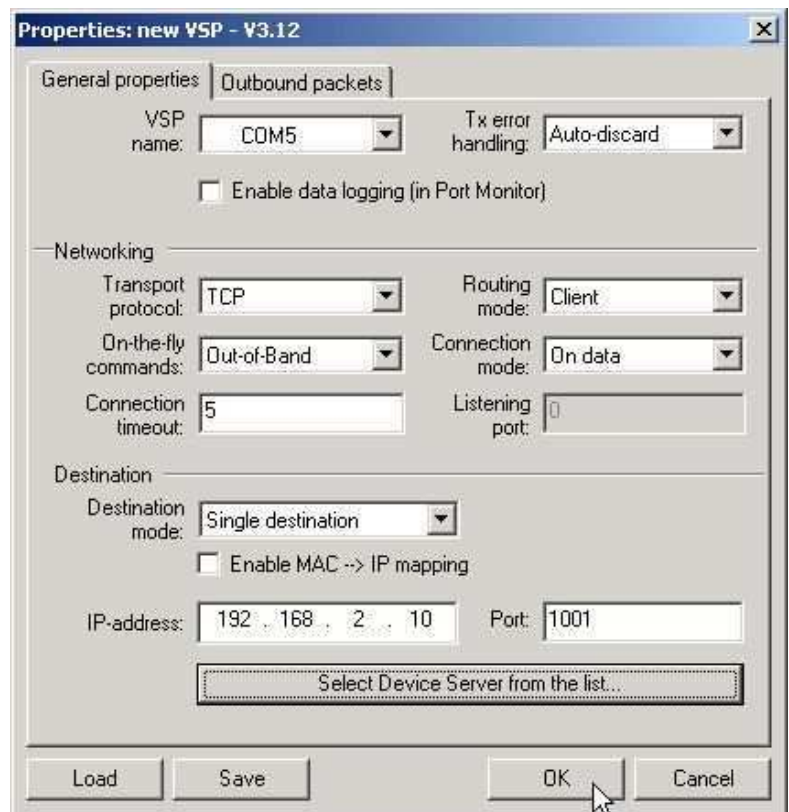 Properties: new VSP - V3.12
General properties
Outbound packets
VSP name:
COM5
Tx error handling:
Auto-discard
Enable data logging (in Port Monitor)
Networking
Transport protocol:
TCP
Routing mode:
Client
On-the-fly commands:
Out-of-Band
Connection mode:
On data
Connection timeout:
5
Listening port:
0
Destination
Destination mode:
Single destination
Enable MAC --> IP mapping
IP-address:
192 . 168 . 2 . 10
Port:
1001
Select Device Server from the list...
Load
Save
OK
Cancel